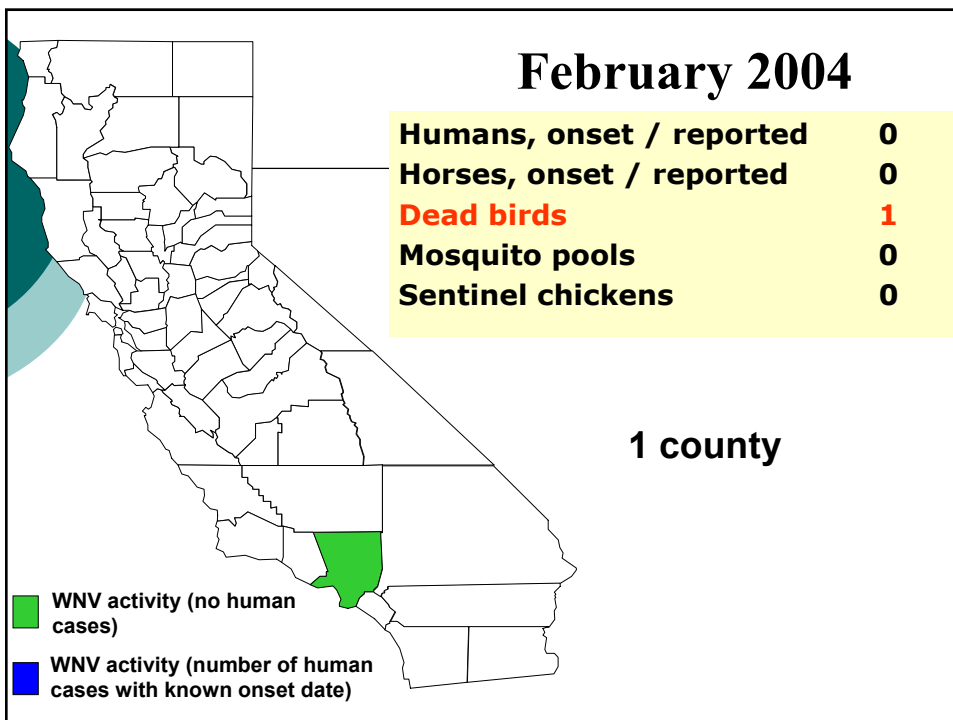 February 2004
Humans, onset / reported 0
Horses, onset / reported 0
Dead birds 1
Mosquito pools 0
Sentinel chickens 0
1 county
WNV activity (no human
cases)
WNV activity (number of human
cases with known onset date)